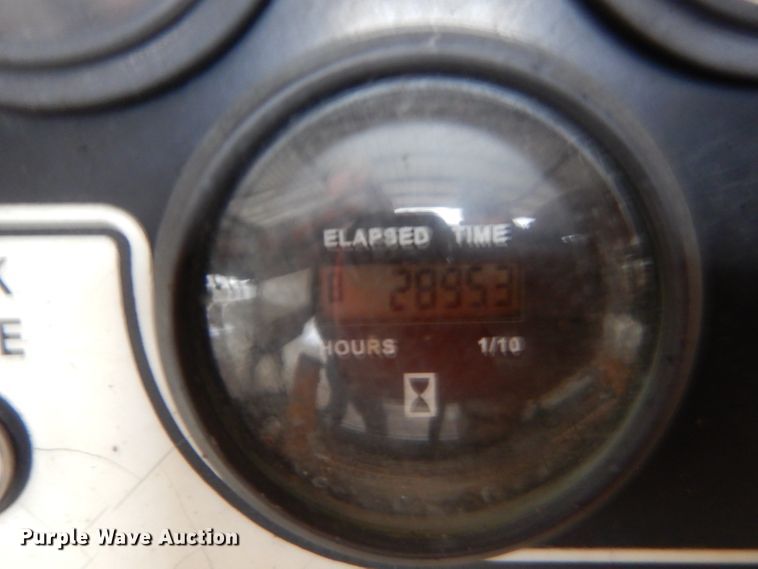 ELAPSED TIME
28953
HOURS 1/10
K
E
Purple Wave Auction